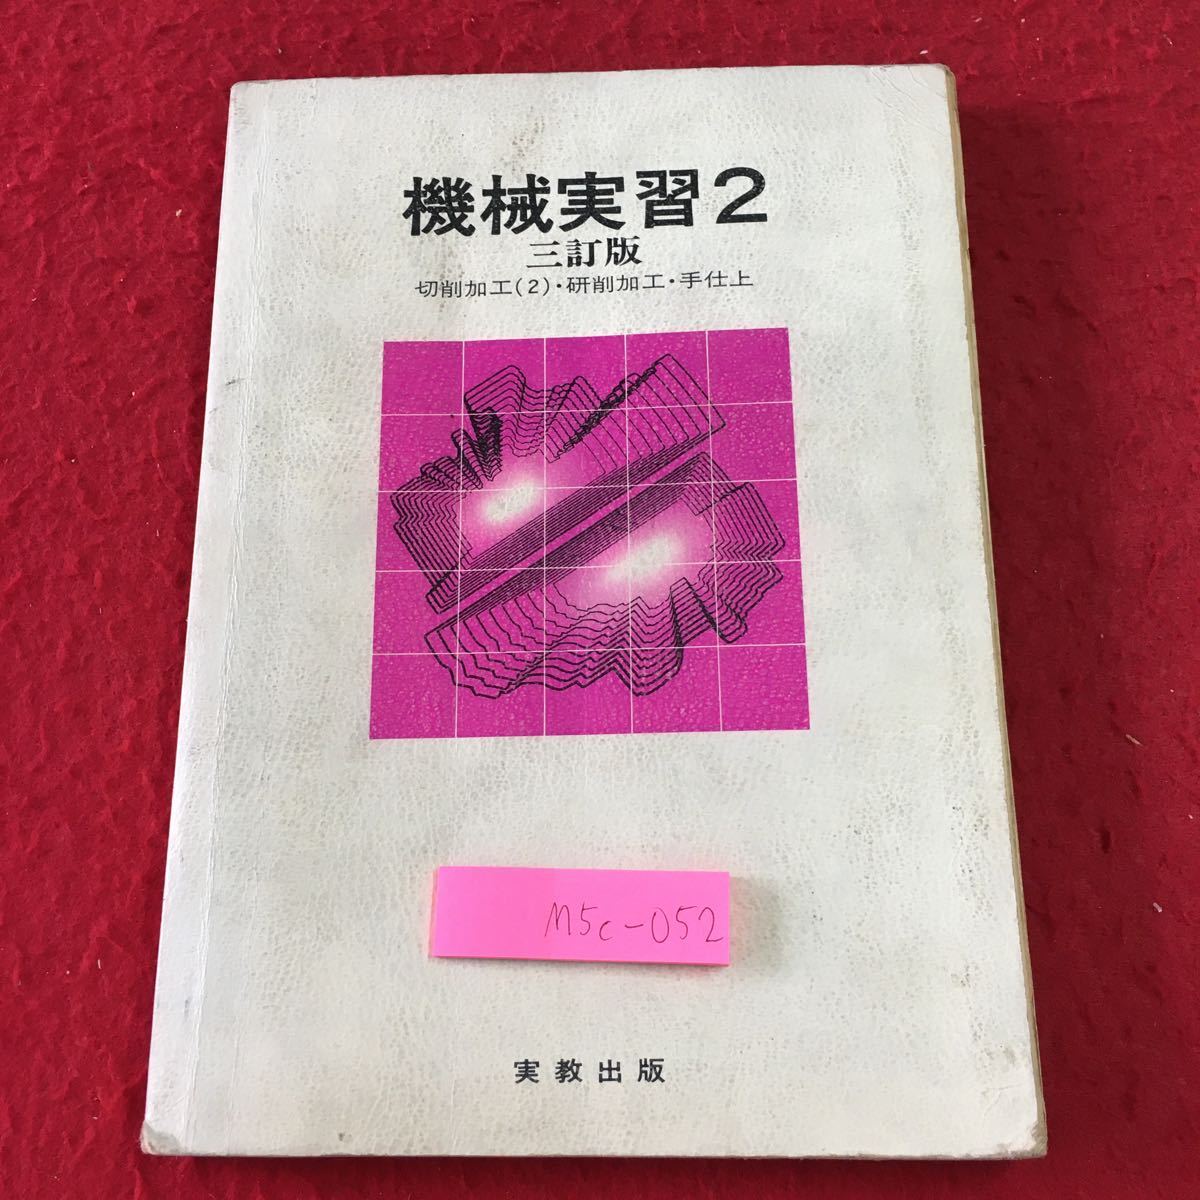 機械実習2
三訂版
切削加工(2)・研削加工・手仕上
M5c-052
実教出版